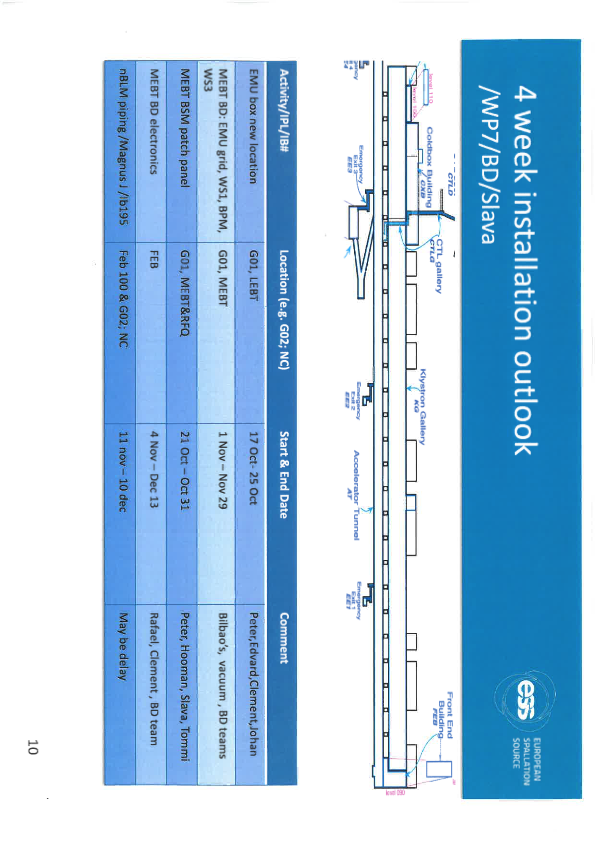 4 week installation outlook
/WP7/BD/Slava
ess
EUROPEAN
SPALLATION
SOURCE
CTLD
Coldbox Building
CXB
CTL gallery
CTLG
Klystron Gallery
KG
Front End
Building
FEB
Emergency
Exit 3
EE3
Emergency
Exit 2
EE2
Accelerator Tunnel
AT
Emergency
Exit 1
EE1
Activity/IPL/IB# Location (e.g. G02; NC) Start & End Date Comment
EMU box new location G01, LEBT 17 Oct- 25 Oct Peter,Edvard,Clement,Johan
MEBT BD: EMU grid, WS1, BPM, G01, MEBT 1 Nov – Nov 29 Bilbao's, vacuum , BD teams
WS3
MEBT BSM patch panel G01, MEBT&RFQ 21 Oct – Oct 31 Peter, Hooman, Slava, Tommi
MEBT BD electronics FEB 4 Nov – Dec 13 Rafael, Clement , BD team
nBLM piping /Magnus J /ib195 Feb 100 & G02; NC 11 nov – 10 dec May be delay
10